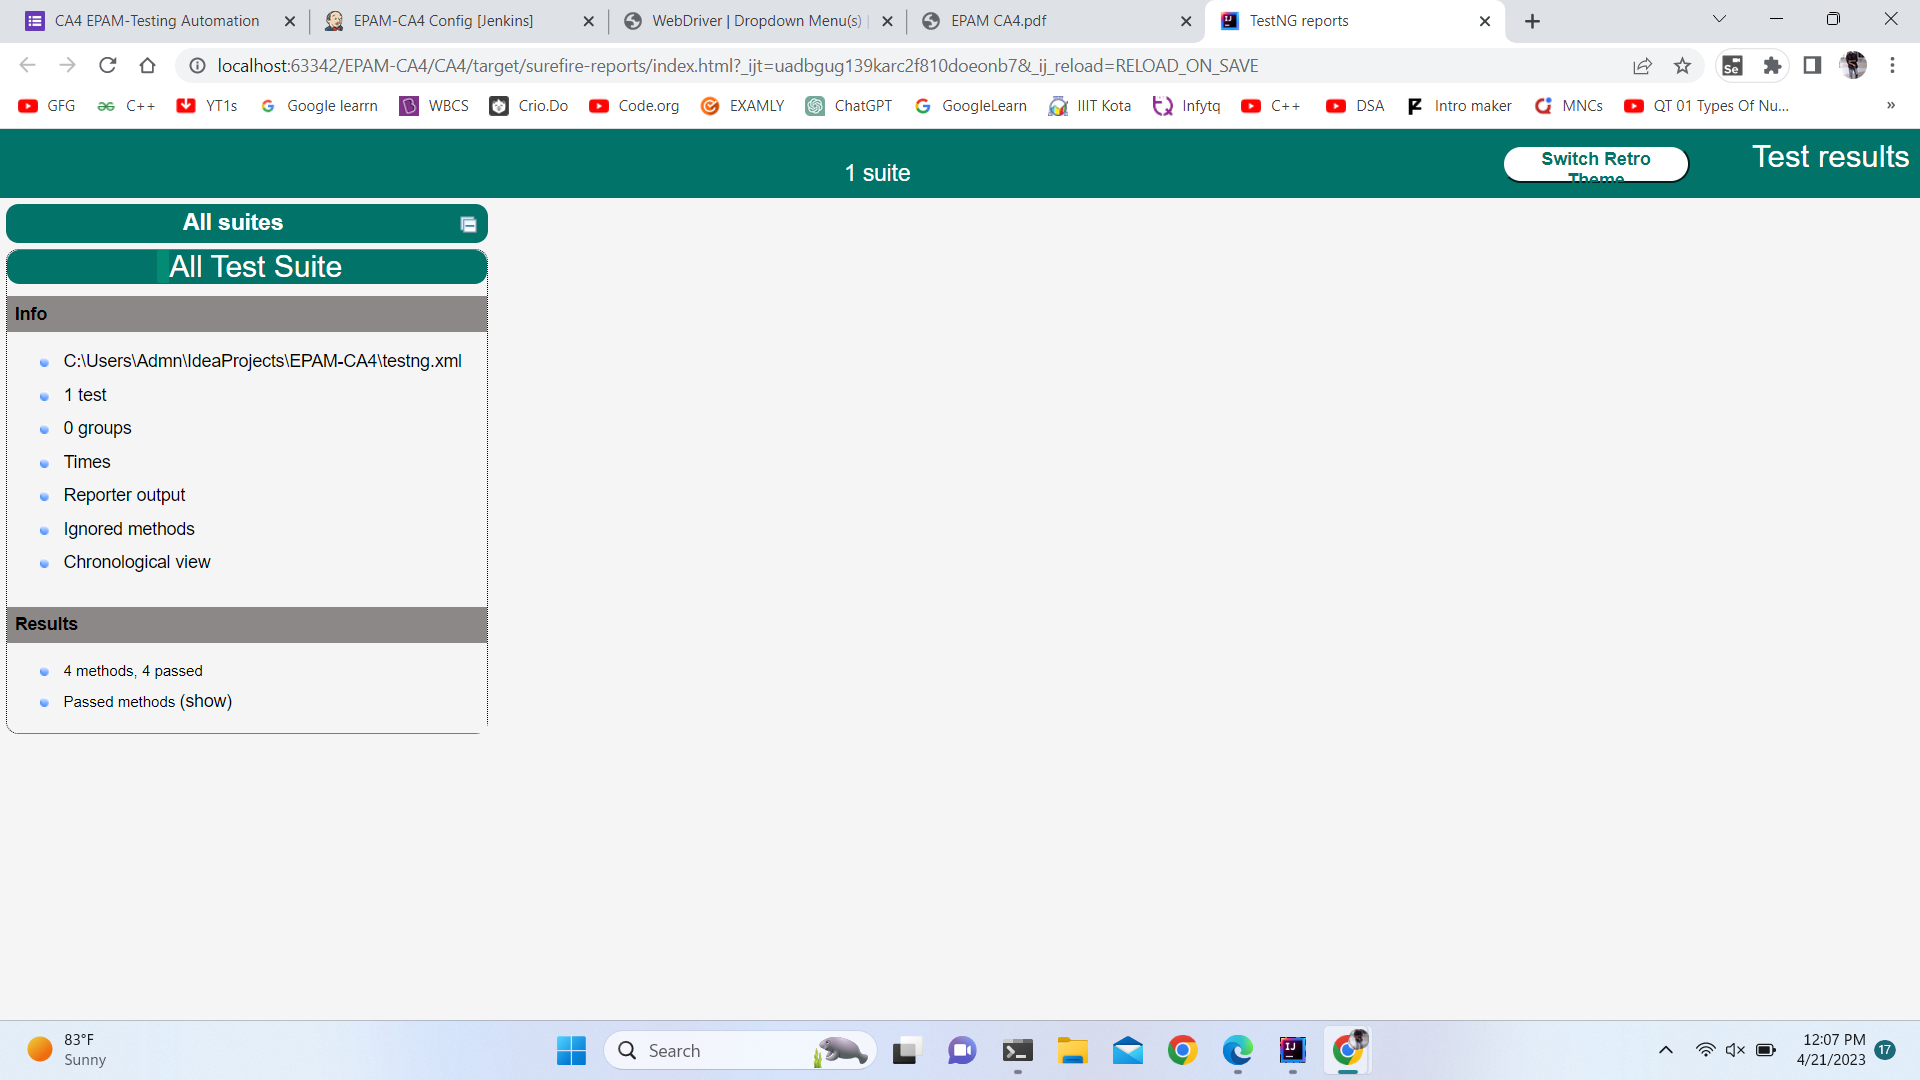 CA4 EPAM-Testing Automation
EPAM-CA4 Config [Jenkins]
WebDriver | Dropdown Menu(s) |
EPAM CA4.pdf
TestNG reports
localhost:63342/EPAM-CA4/CA4/target/surefire-reports/index.html?_ijt=uadbgug139karc2f810doeonb7&_ij_reload=RELOAD_ON_SAVE
Se
GFG
C++
YT1s
Google learrn
WBCS
Crio.Do
Code.org
EXAMLY
ChatGPT
GoogleLearn
IIIT Kota
Infytq
C++
DSA
Intro maker
MNCs
QT 01 Types Of Nu...
»
1 suite
Switch Retro
Theme
Test results
All suites
All Test Suite
Info
C:\Users\Admn\IdeaProjects\EPAM-CA4\testng.xml
1 test
0 groups
Times
Reporter output
Ignored methods
Chronological view
Results
4 methods, 4 passed
Passed methods (show)
83°F
Sunny
Search
12:07 PM
4/21/2023
17